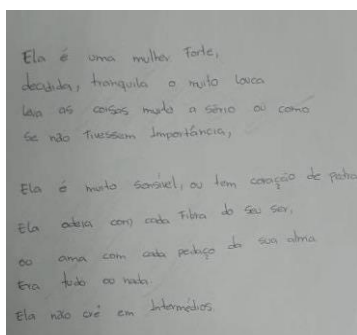 Ela é uma mulher Forte,
decidida, tranquila o muito louca
leva as coisas muito a sério ou como
se não tivessem Importância,
Ela é muito sensível, ou tem coração de pedra
Ela odeia com cada Fibra do seu ser,
ou ama com cada pedaço da sua alma
Era tudo ou nada.
Ela não crê em Intermédios.